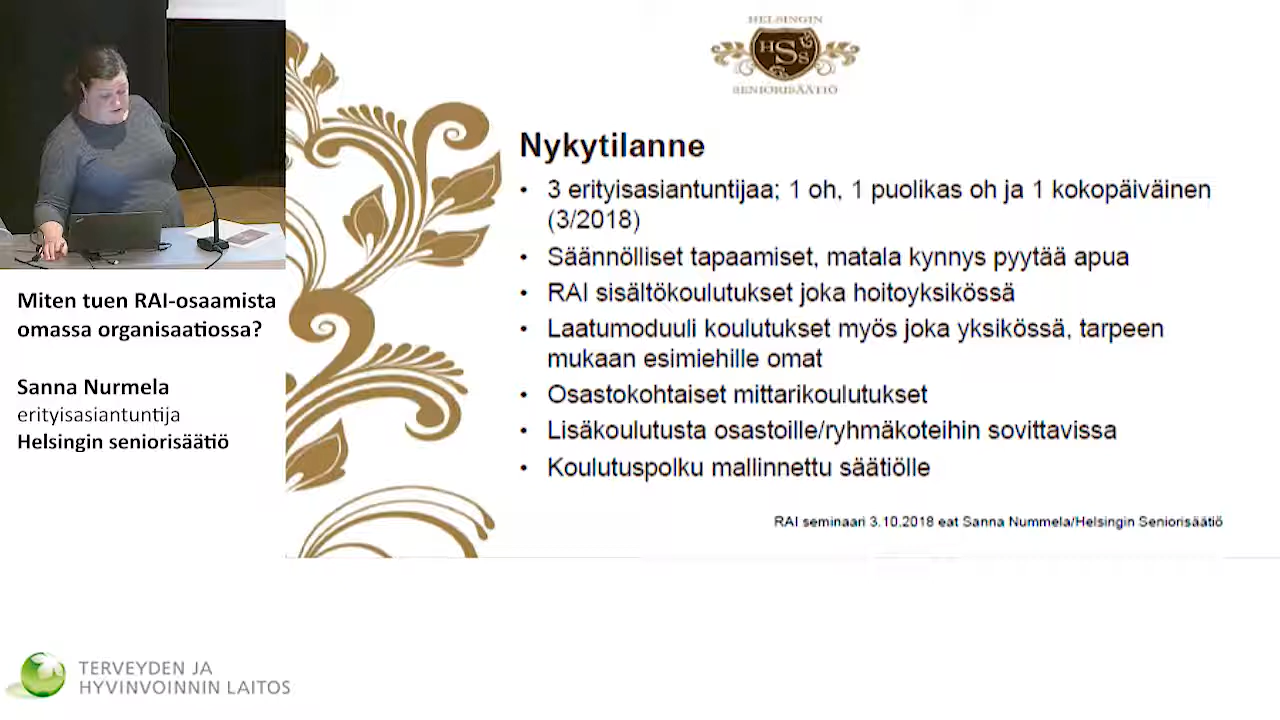 HELSINGIN
HSS
SENIORISÄÄTIÖ
Nykytilanne
• 3 erityisasiantuntijaa; 1 oh, 1 puolikas oh ja 1 kokopäiväinen
(3/2018)
• Säännölliset tapaamiset, matala kynnys pyytää apua
• RAI sisältökoulutukset joka hoitoyksikössä
• Laatumoduuli koulutukset myös joka yksikössä, tarpeen
mukaan esimiehille omat
• Osastokohtaiset mittarikoulutukset
• Lisäkoulutusta osastoille/ryhmäkoteihin sovittavissa
• Koulutuspolku mallinnettu säätiölle
RAI seminaari 3.10.2018 eat Sanna Nummela/Helsingin Seniorisäätiö
Miten tuen RAI-osaamista
omassa organisaatiossa?
Sanna Nurmela
erityisasiantuntija
Helsingin seniorisäätiö
TERVEYDEN JA
HYVINVOINNIN LAITOS